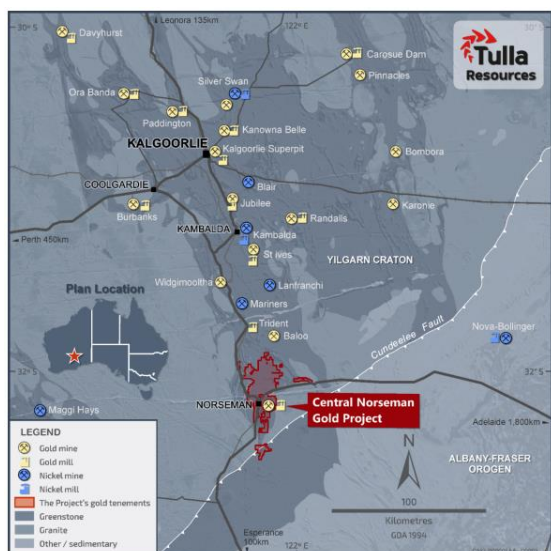 30° S
Leonora 135km
122° E
30° S
Davyhurst
Carosue Dam
Pinnacles
Tulla
Resources
Silver Swan
Ora Banda
Paddington
Kanowna Belle
KALGOORLIE
Kalgoorlie Superpit
Bombora
COOLGARDIE
Blair
Jubilee
Burbanks
Randalls
Karonie
KAMBALDA
Kambalda
Perth 450km
St Ives
YILGARN CRATON
Widgimooltha
Lanfranchi
Plan Location
Mariners
Cundeelee Fault
Trident
Nova-Bollinger
Baloo
32° S
32° S
NORSEMAN
Central Norseman
Gold Project
Maggi Hays
Adelaide 1,800km
LEGEND
Gold mine
Gold mill
Nickel mine
Nickel mill
The Project's gold tenements
Greenstone
Granite
Other / sedimentary
N
ALBANY-FRASER
OROGEN
100
Kilometres
GDA 1994
Esperance
100km
122° E